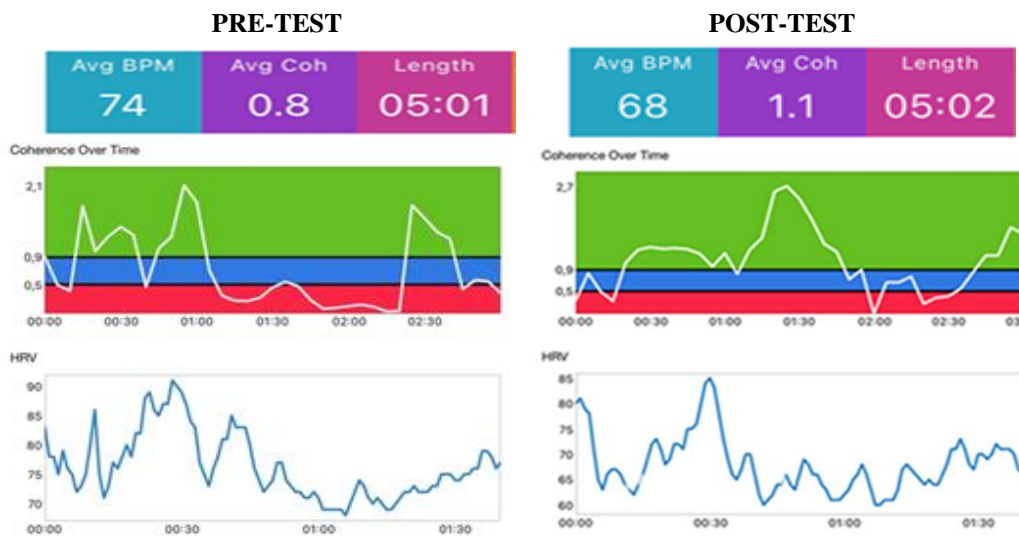 PRE-TEST
Avg BPM Avg Coh Length
74 0.8 05:01
Coherence Over Time
2,1
0,9
0,5
00:00 00:30 01:00 01:30 02:00 02:30
HRV
90
85
80
75
70
00:00 00:30 01:00 01:30
POST-TEST
Avg BPM Avg Coh Length
68 1.1 05:02
Coherence Over Time
2,7
0,9
0,5
00:00 00:30 01:00 01:30 02:00 02:30
HRV
85
80
75
70
65
60
00:00 00:30 01:00 01:30